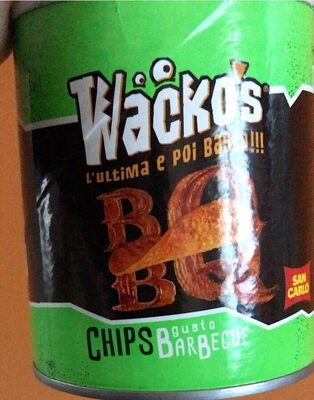 Wacko's
L'ULTIMA E POI BASTA!!!
BBQ
SAN
CARLO
CHIPS gusto
BARBECUE